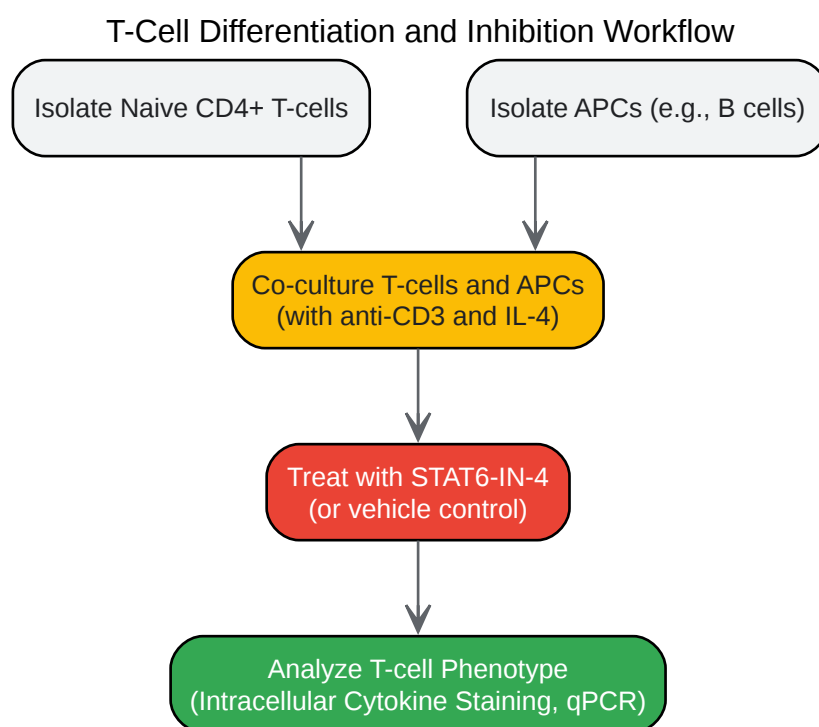 T-Cell Differentiation and Inhibition Workflow
Isolate Naive CD4+ T-cells
Isolate APCs (e.g., B cells)
Co-culture T-cells and APCs
(with anti-CD3 and IL-4)
Treat with STAT6-IN-4
(or vehicle control)
Analyze T-cell Phenotype
(Intracellular Cytokine Staining, qPCR)